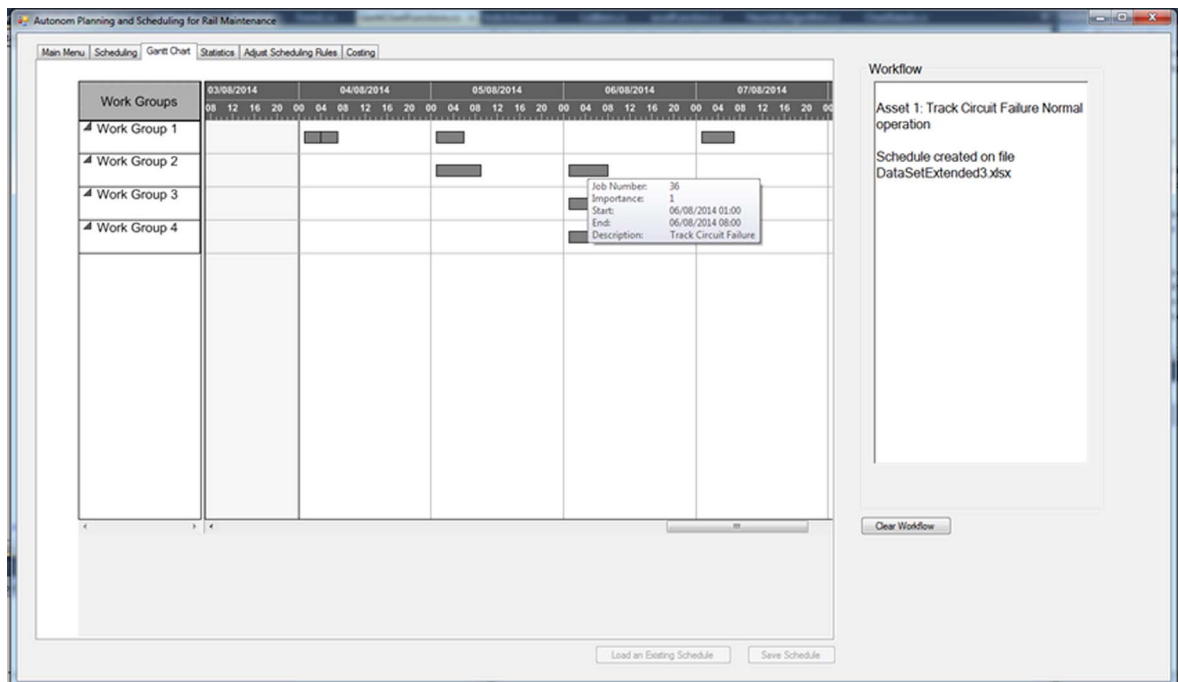 Autonom Planning and Scheduling for Rail Maintenance
Main Menu Scheduling Gantt Chart Statistics Adjust Scheduling Rules Costing
Work Groups
03/08/2014 04/08/2014 05/08/2014 06/08/2014 07/08/2014
08 12 16 20 00 04 08 12 16 20 00 04 08 12 16 20 00 04 08 12 16 20 00 04 08 12 16 20 00
Work Group 1
Work Group 2
Work Group 3
Work Group 4
Job Number: 36
Importance: 1
Start: 06/08/2014 01:00
End: 06/08/2014 08:00
Description: Track Circuit Failure
Workflow
Asset 1: Track Circuit Failure Normal
operation
Schedule created on file
DataSetExtended3.xlsx
Clear Workflow
Load an Existing Schedule Save Schedule